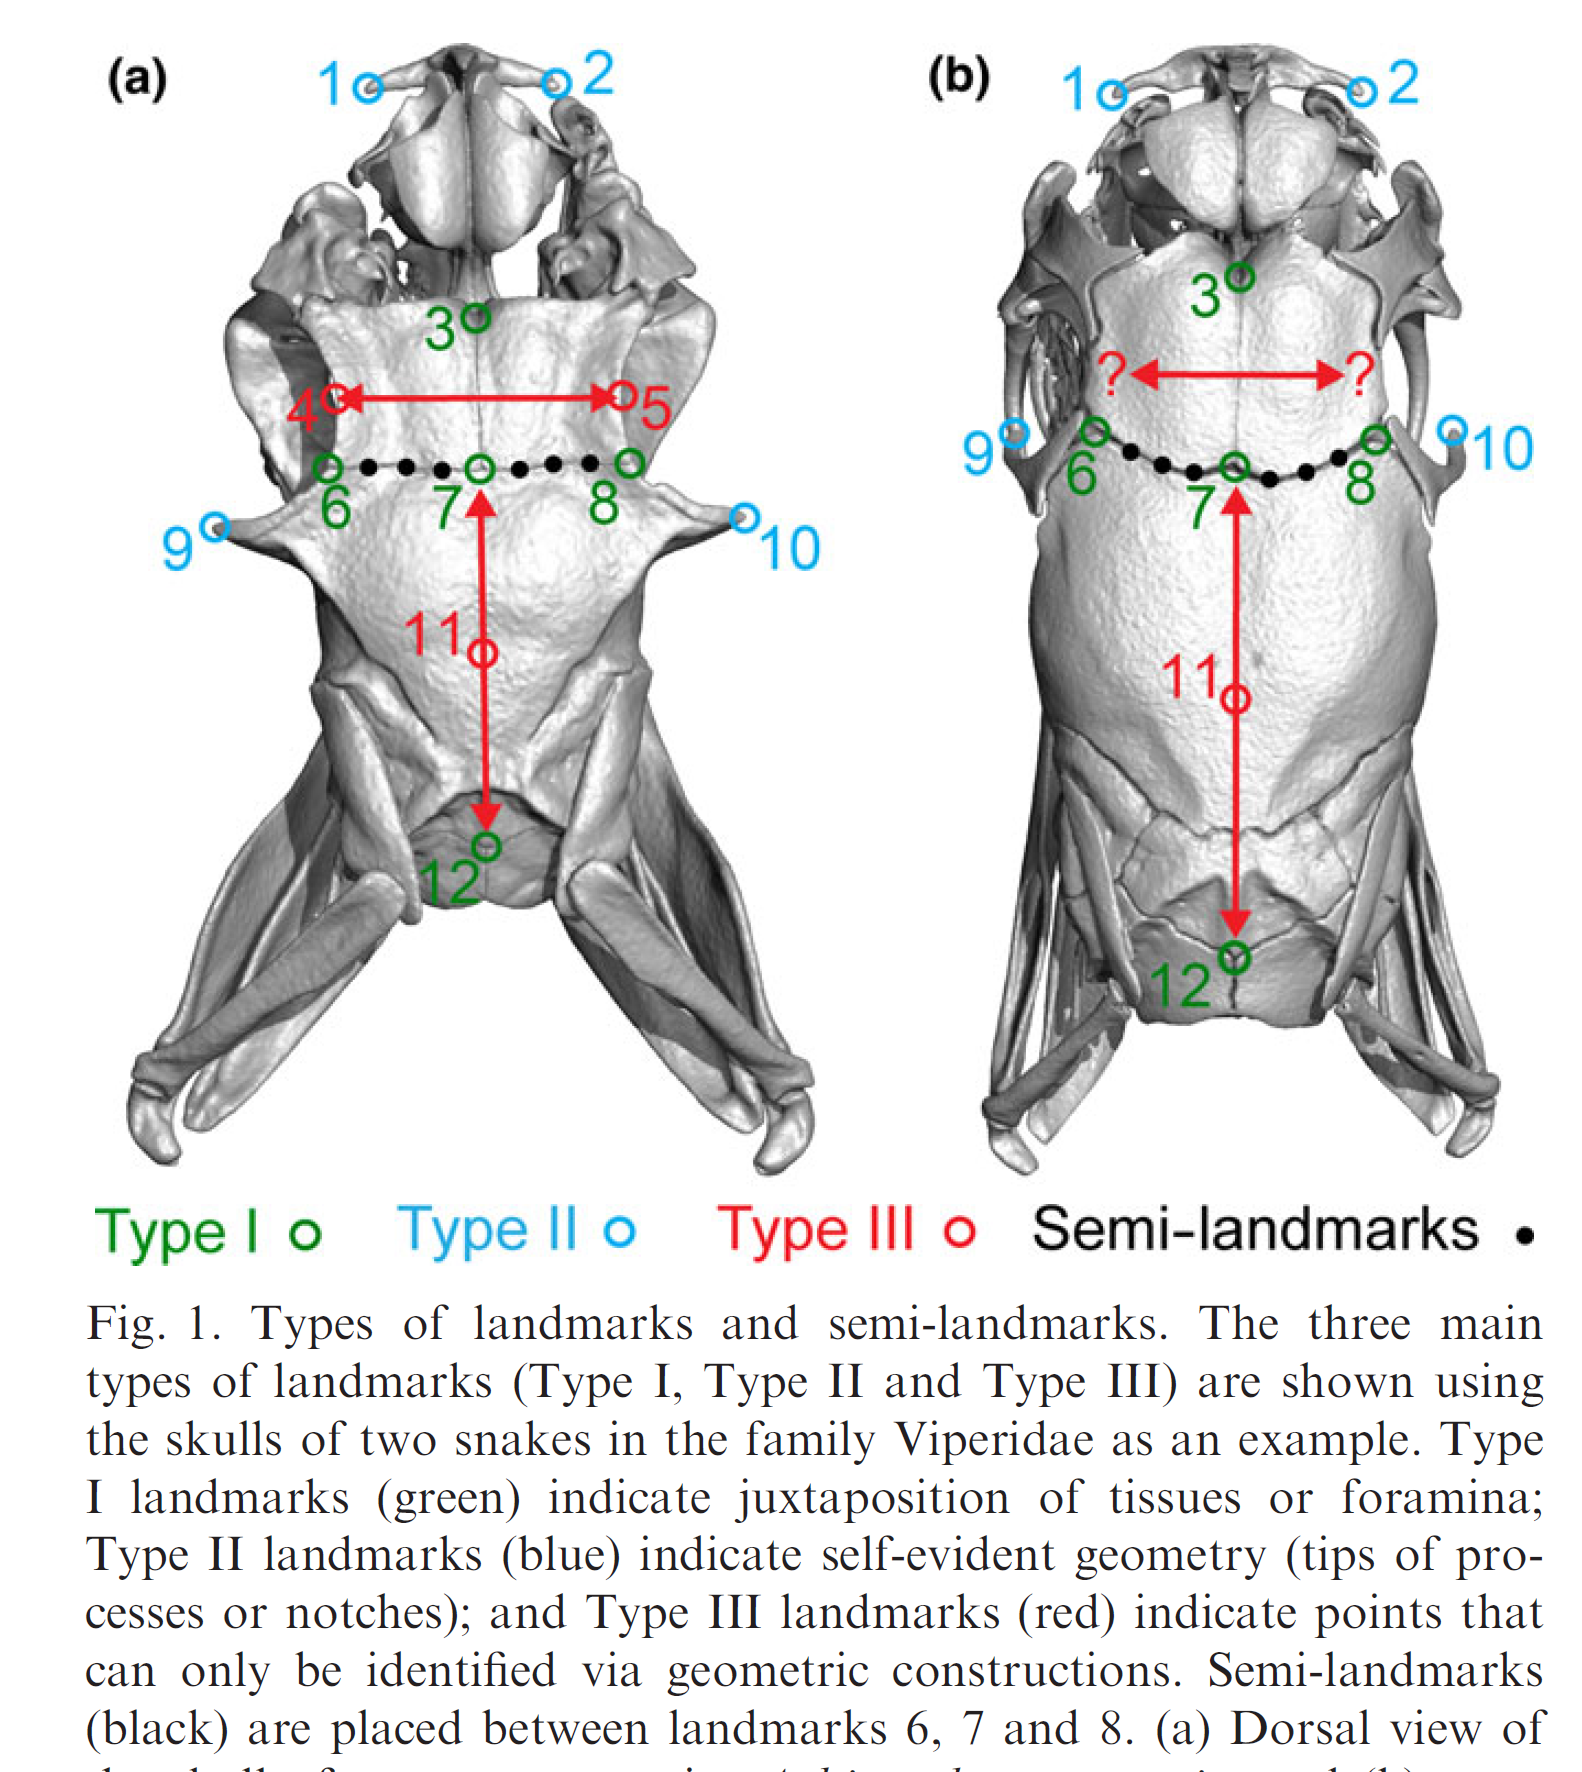 (a)
1
2
3
4
5
6
7
8
9
10
11
12
(b)
1
2
3
?
?
9
10
6
7
8
11
12
Type I
Type II
Type III
Semi-landmarks
Fig. 1. Types of landmarks and semi-landmarks. The three main
types of landmarks (Type I, Type II and Type III) are shown using
the skulls of two snakes in the family Viperidae as an example. Type
I landmarks (green) indicate juxtaposition of tissues or foramina;
Type II landmarks (blue) indicate self-evident geometry (tips of pro-
cesses or notches); and Type III landmarks (red) indicate points that
can only be identified via geometric constructions. Semi-landmarks
(black) are placed between landmarks 6, 7 and 8. (a) Dorsal view of